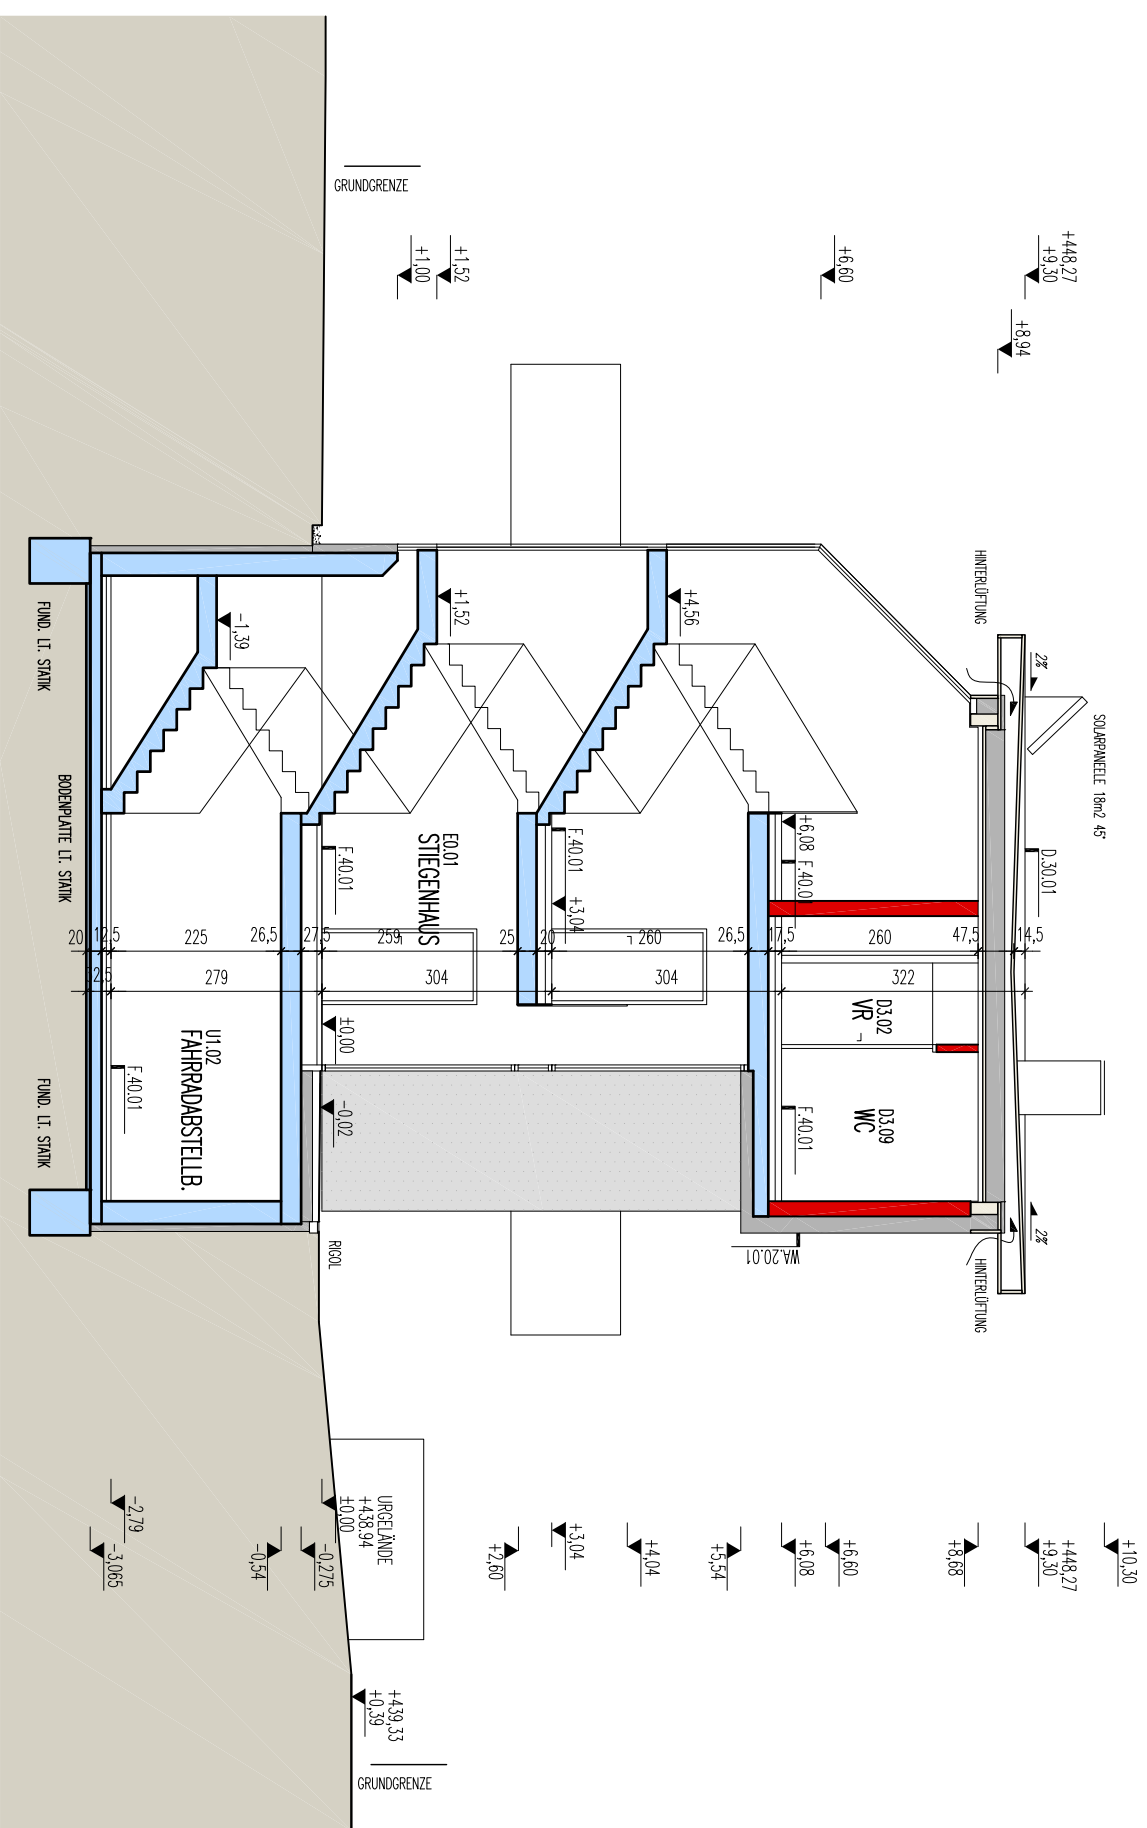 GRUNDGRENZE
+1,00
+1,52
+6,60
+448,27
+9,30
+8,94
HINTERLÜFTUNG
2%
SOLARPANEELE 18m2 45°
-1,39
+1,52
+4,56
FUND. LT. STATIK
BODENPLATTE LT. STATIK
FUND. LT. STATIK
F.40.01
E0.01
STIEGENHAUS
F.40.01
+3,04
+6,08
D.30.01
20
12,5
225
26,5
27,5
259
25
20
260
26,5
17,5
260
47,5
14,5
279
304
304
322
±0,00
-0,02
U1.02
FAHRRADABSTELLB.
F.40.01
D3.02
VR
D3.09
WC
F.40.01
WA.20.01
RIGOL
2%
HINTERLÜFTUNG
-2,79
-3,065
-0,54
-0,275
URGELÄNDE
+438.94
±0,00
+2,60
+3,04
+4,04
+5,54
+6,08
+6,60
+8,68
+448,27
+9,30
+10,30
+439,33
+0,39
GRUNDGRENZE